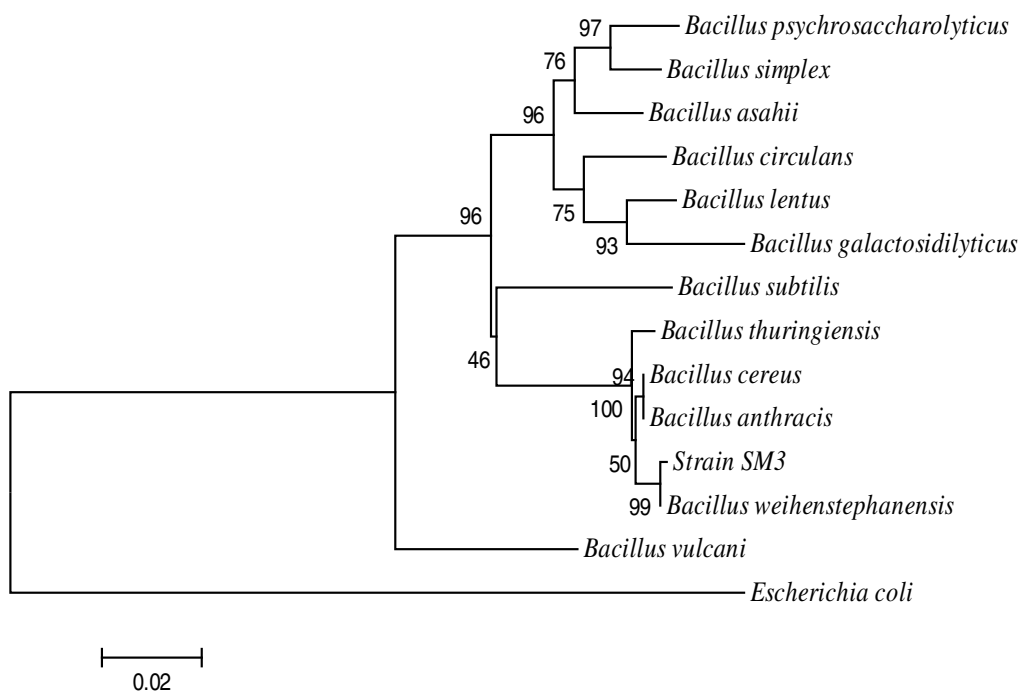 97
Bacillus psychrosaccharolyticus
76
Bacillus simplex
96
Bacillus asahii
Bacillus circulans
75
Bacillus lentus
96
93
Bacillus galactosidilyticus
Bacillus subtilis
46
Bacillus thuringiensis
94
Bacillus cereus
100
Bacillus anthracis
50
Strain SM3
99
Bacillus weihenstephanensis
Bacillus vulcani
Escherichia coli
0.02